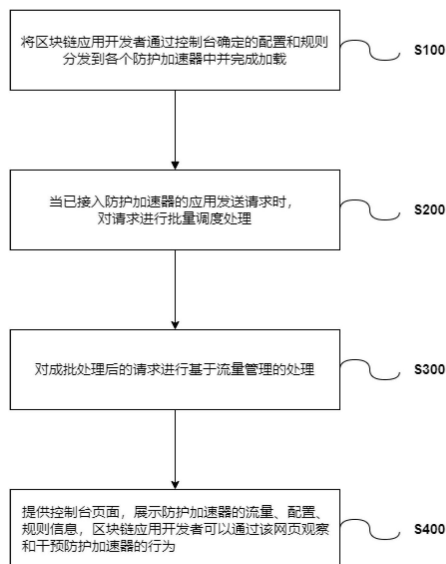 将区块链应用开发者通过控制台确定的配置和规则
分发到各个防护加速器中并完成加载
S100
当已接入防护加速器的应用发送请求时，
对请求进行批量调度处理
S200
对成批处理后的请求进行基于流量管理的处理
S300
提供控制台页面，展示防护加速器的流量、配置、
规则信息，区块链应用开发者可以通过该网页观察
和干预防护加速器的行为
S400